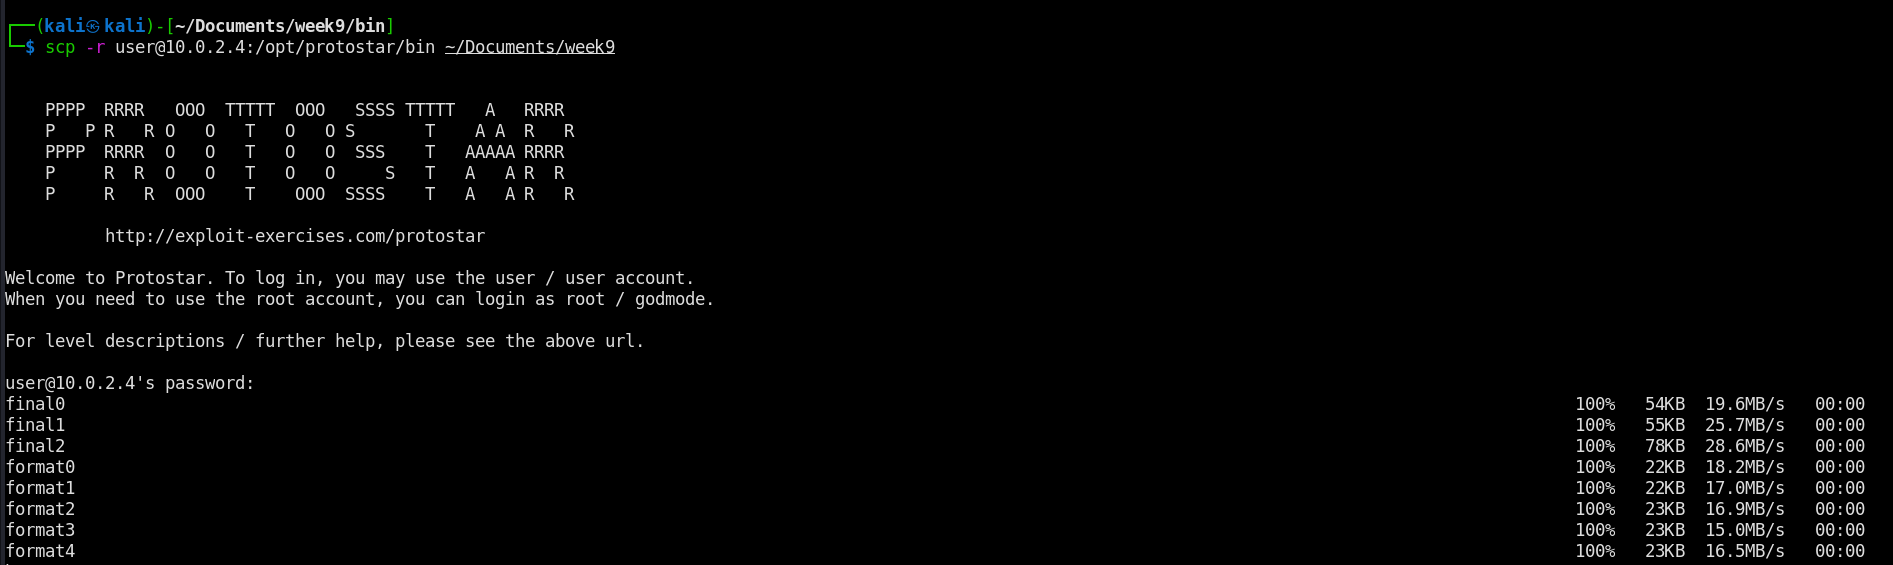 ┌──(kali㉿kali)-[~/Documents/week9/bin]
└─$ scp -r user@10.0.2.4:/opt/protostar/bin ~/Documents/week9
    PPPP  RRRR   OOO  TTTTT  OOO   SSSS TTTTT   A   RRRR
    P   P R   R O   O   T   O   O S       T    A A  R   R
    PPPP  RRRR  O   O   T   O   O  SSS    T   AAAAA RRRR
    P     R  R  O   O   T   O   O     S   T   A   A R  R
    P     R   R  OOO    T    OOO  SSSS    T   A   A R   R
          http://exploit-exercises.com/protostar
Welcome to Protostar. To log in, you may use the user / user account.
When you need to use the root account, you can login as root / godmode.
For level descriptions / further help, please see the above url.
user@10.0.2.4's password:
final0 100% 54KB 19.6MB/s 00:00
final1 100% 55KB 25.7MB/s 00:00
final2 100% 78KB 28.6MB/s 00:00
format0 100% 22KB 18.2MB/s 00:00
format1 100% 22KB 17.0MB/s 00:00
format2 100% 23KB 16.9MB/s 00:00
format3 100% 23KB 15.0MB/s 00:00
format4 100% 23KB 16.5MB/s 00:00